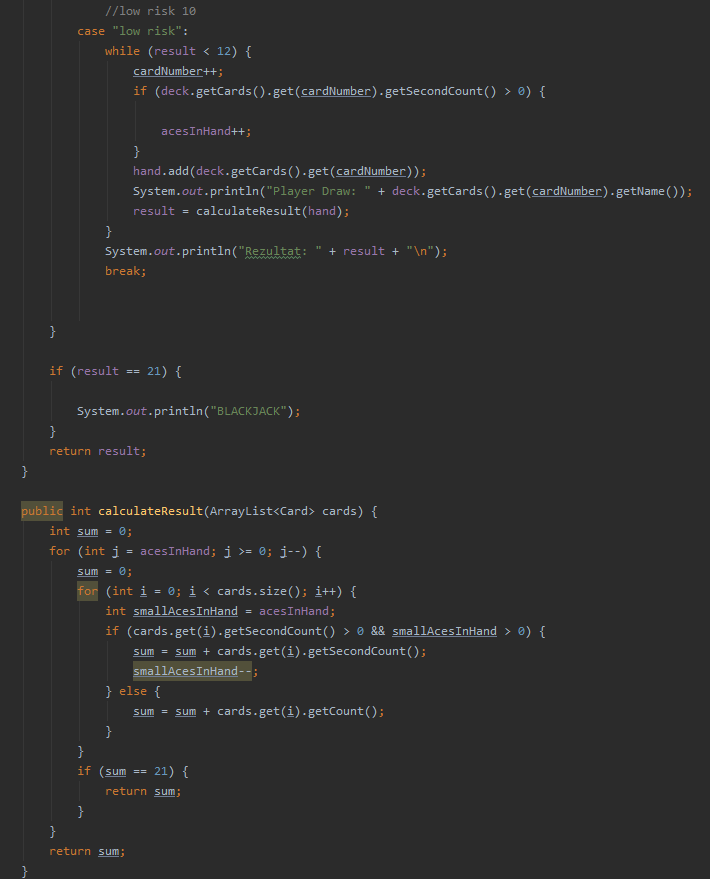 //low risk 10
case "low risk":
while (result < 12) {
cardNumber++;
if (deck.getCards().get(cardNumber).getSecondCount() > 0) {
acesInHand++;
}
hand.add(deck.getCards().get(cardNumber));
System.out.println("Player Draw: " + deck.getCards().get(cardNumber).getName());
result = calculateResult(hand);
}
System.out.println("Rezultat: " + result + "\n");
break;
}
if (result == 21) {
System.out.println("BLACKJACK");
}
return result;
}
public int calculateResult(ArrayList<Card> cards) {
int sum = 0;
for (int j = acesInHand; j >= 0; j--) {
sum = 0;
for (int i = 0; i < cards.size(); i++) {
int smallAcesInHand = acesInHand;
if (cards.get(i).getSecondCount() > 0 && smallAcesInHand > 0) {
sum = sum + cards.get(i).getSecondCount();
smallAcesInHand--;
} else {
sum = sum + cards.get(i).getCount();
}
}
if (sum == 21) {
return sum;
}
}
return sum;
}